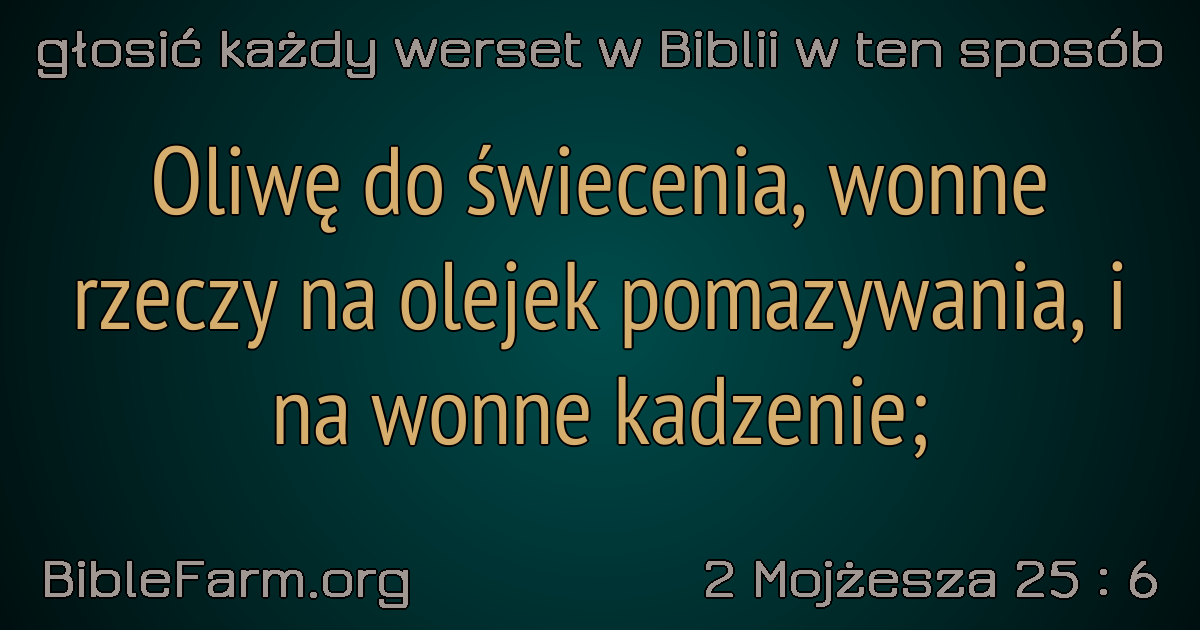 głosić każdy werset w Biblii w ten sposób
Oliwę do świecenia, wonne
rzeczy na olejek pomazywania, i
na wonne kadzenie;
BibleFarm.org
2 Mojżesza 25 : 6